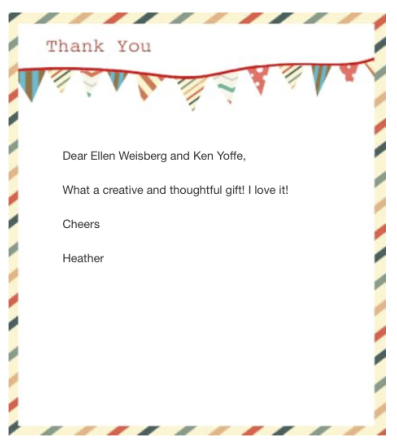 Thank You
Dear Ellen Weisberg and Ken Yoffe,
What a creative and thoughtful gift! I love it!
Cheers
Heather